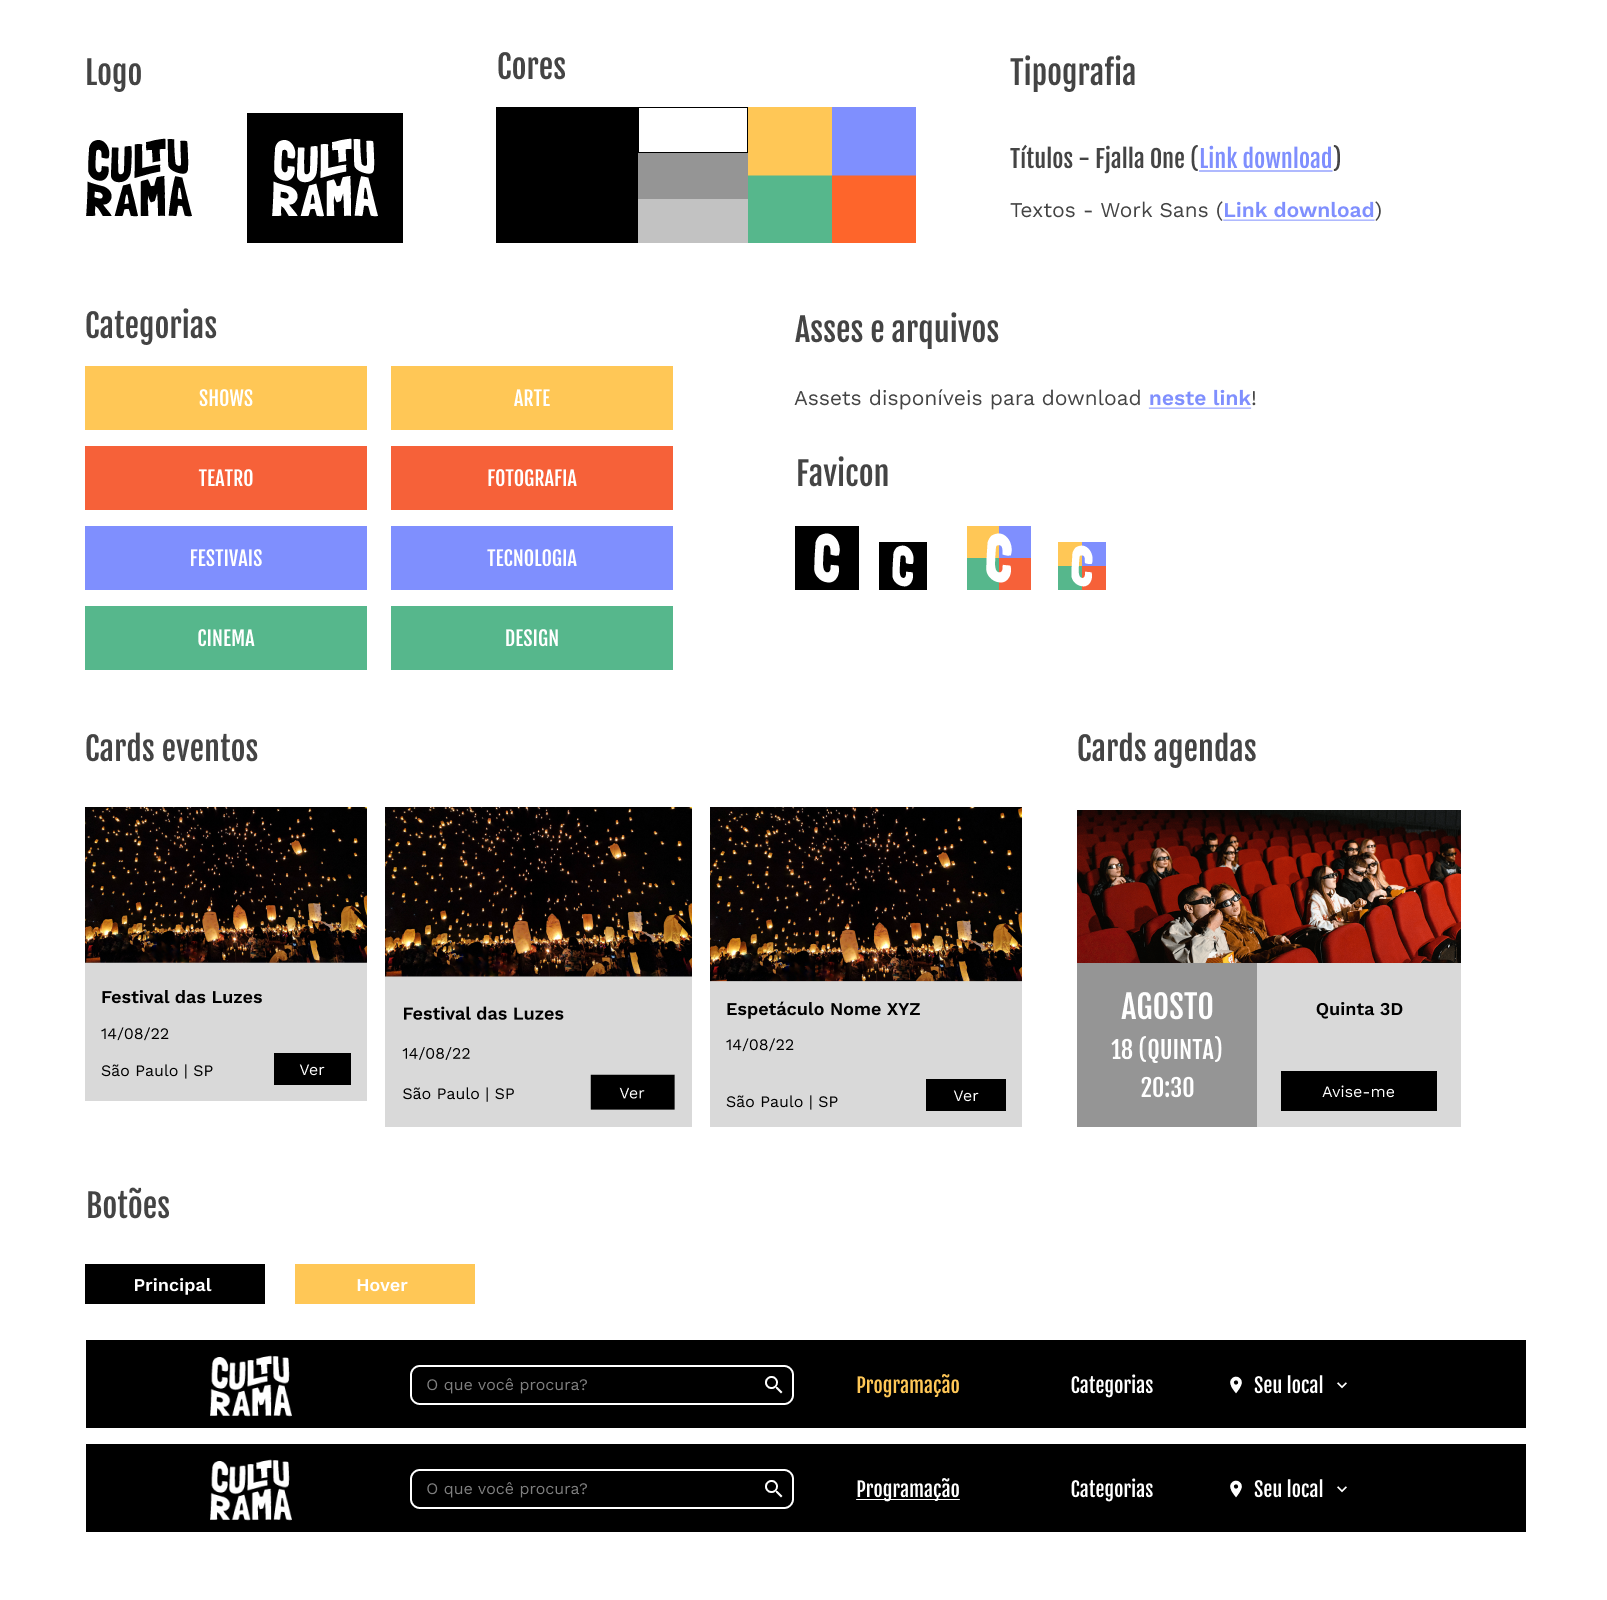 Logo
Cores
Tipografia
CULTU
RAMA
CULTU
RAMA
Títulos - Fjalla One (Link download)
Textos - Work Sans (Link download)
Categorias
SHOWS
ARTE
TEATRO
FOTOGRAFIA
FESTIVAIS
TECNOLOGIA
CINEMA
DESIGN
Asses e arquivos
Assets disponíveis para download neste link!
Favicon
C
C
C
C
Cards eventos
Festival das Luzes
14/08/22
São Paulo | SP
Ver
Festival das Luzes
14/08/22
São Paulo | SP
Ver
Espetáculo Nome XYZ
14/08/22
São Paulo | SP
Ver
Cards agendas
AGOSTO
18 (QUINTA)
20:30
Quinta 3D
Avise-me
Botões
Principal
Hover
CULTU
RAMA
O que você procura?
Programação
Categorias
Seu local
CULTU
RAMA
O que você procura?
Programação
Categorias
Seu local